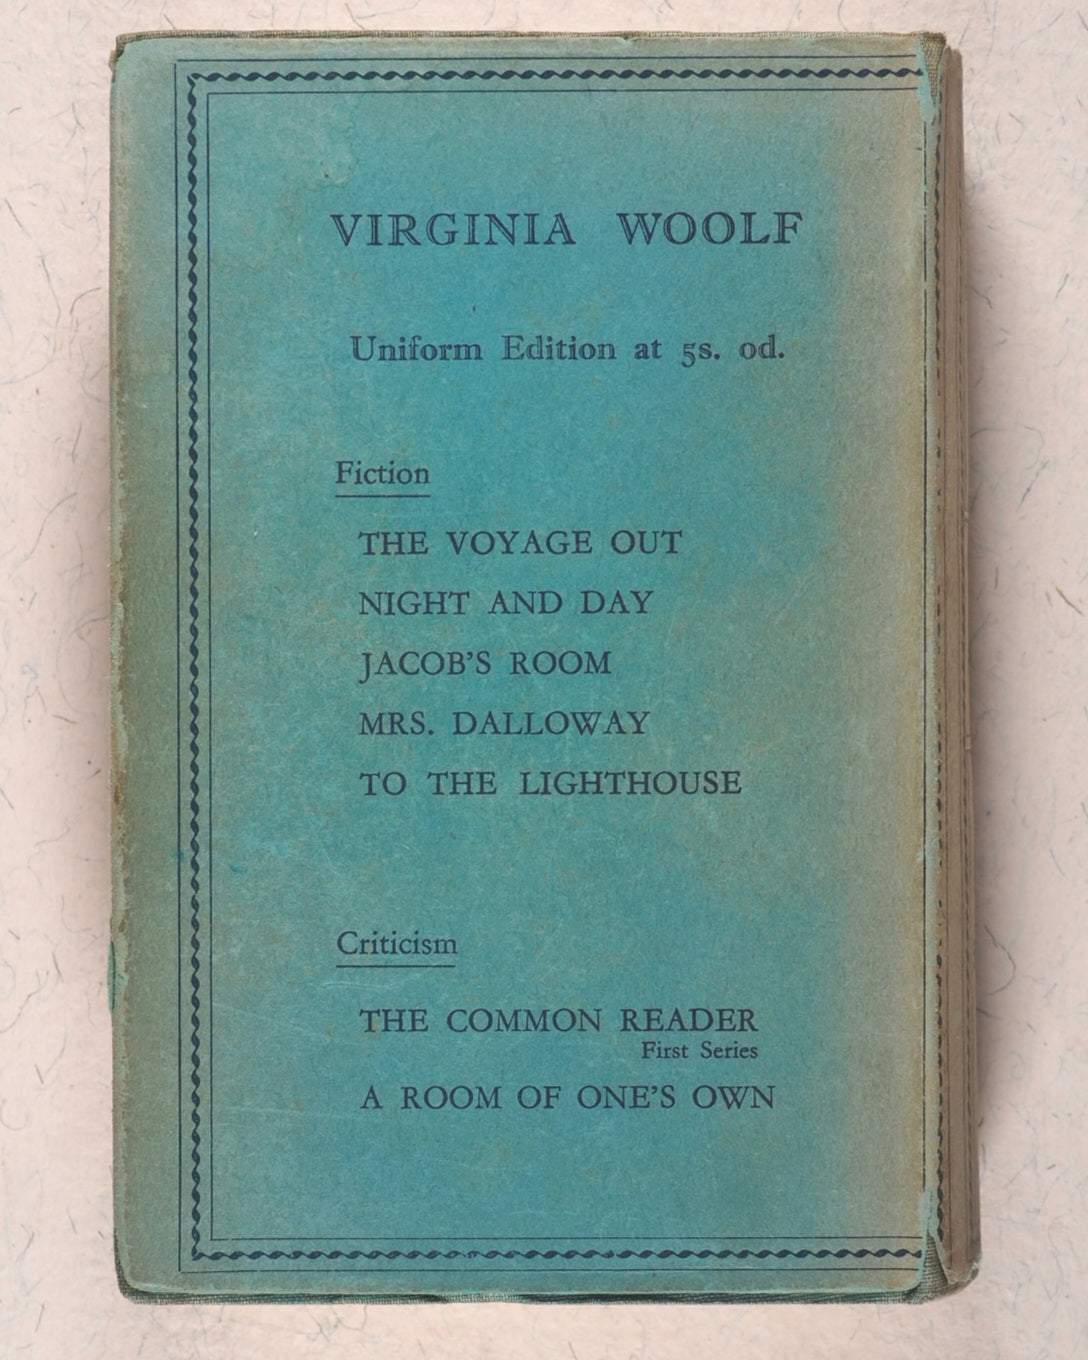 VIRGINIA WOOLF
Uniform Edition at 5s. od.
Fiction
THE VOYAGE OUT
NIGHT AND DAY
JACOB'S ROOM
MRS. DALLOWAY
TO THE LIGHTHOUSE
Criticism
THE COMMON READER
First Series
A ROOM OF ONE'S OWN